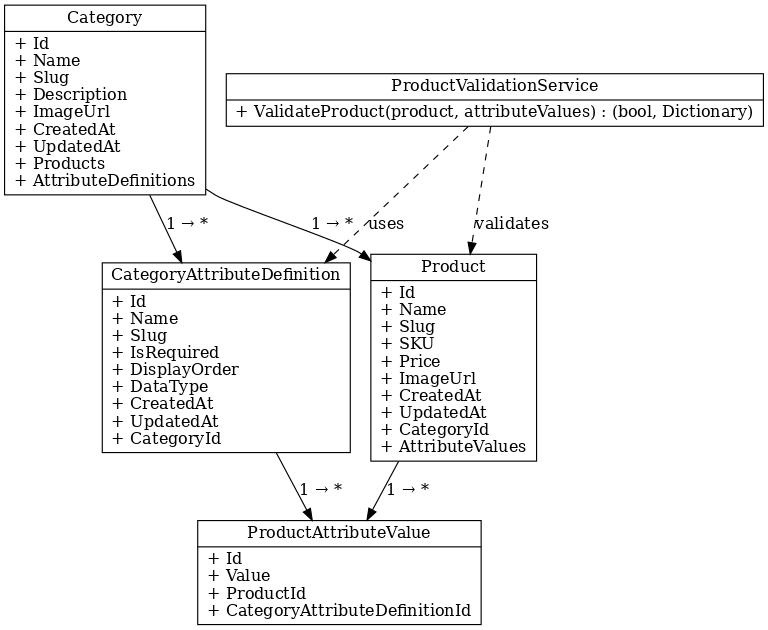 Category
+ Id
+ Name
+ Slug
+ Description
+ ImageUrl
+ CreatedAt
+ UpdatedAt
+ Products
+ AttributeDefinitions
ProductValidationService
+ ValidateProduct(product, attributeValues) : (bool, Dictionary)
1 → *
1 → *
uses
validates
CategoryAttributeDefinition
+ Id
+ Name
+ Slug
+ IsRequired
+ DisplayOrder
+ DataType
+ CreatedAt
+ UpdatedAt
+ CategoryId
Product
+ Id
+ Name
+ Slug
+ SKU
+ Price
+ ImageUrl
+ CreatedAt
+ UpdatedAt
+ CategoryId
+ AttributeValues
1 → *
1 → *
ProductAttributeValue
+ Id
+ Value
+ ProductId
+ CategoryAttributeDefinitionId